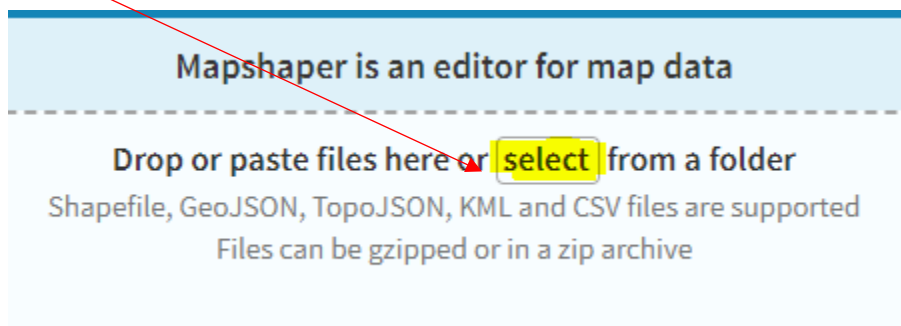 Mapshaper is an editor for map data
Drop or paste files here or select from a folder
Shapefile, GeoJSON, TopoJSON, KML and CSV files are supported
Files can be gzipped or in a zip archive